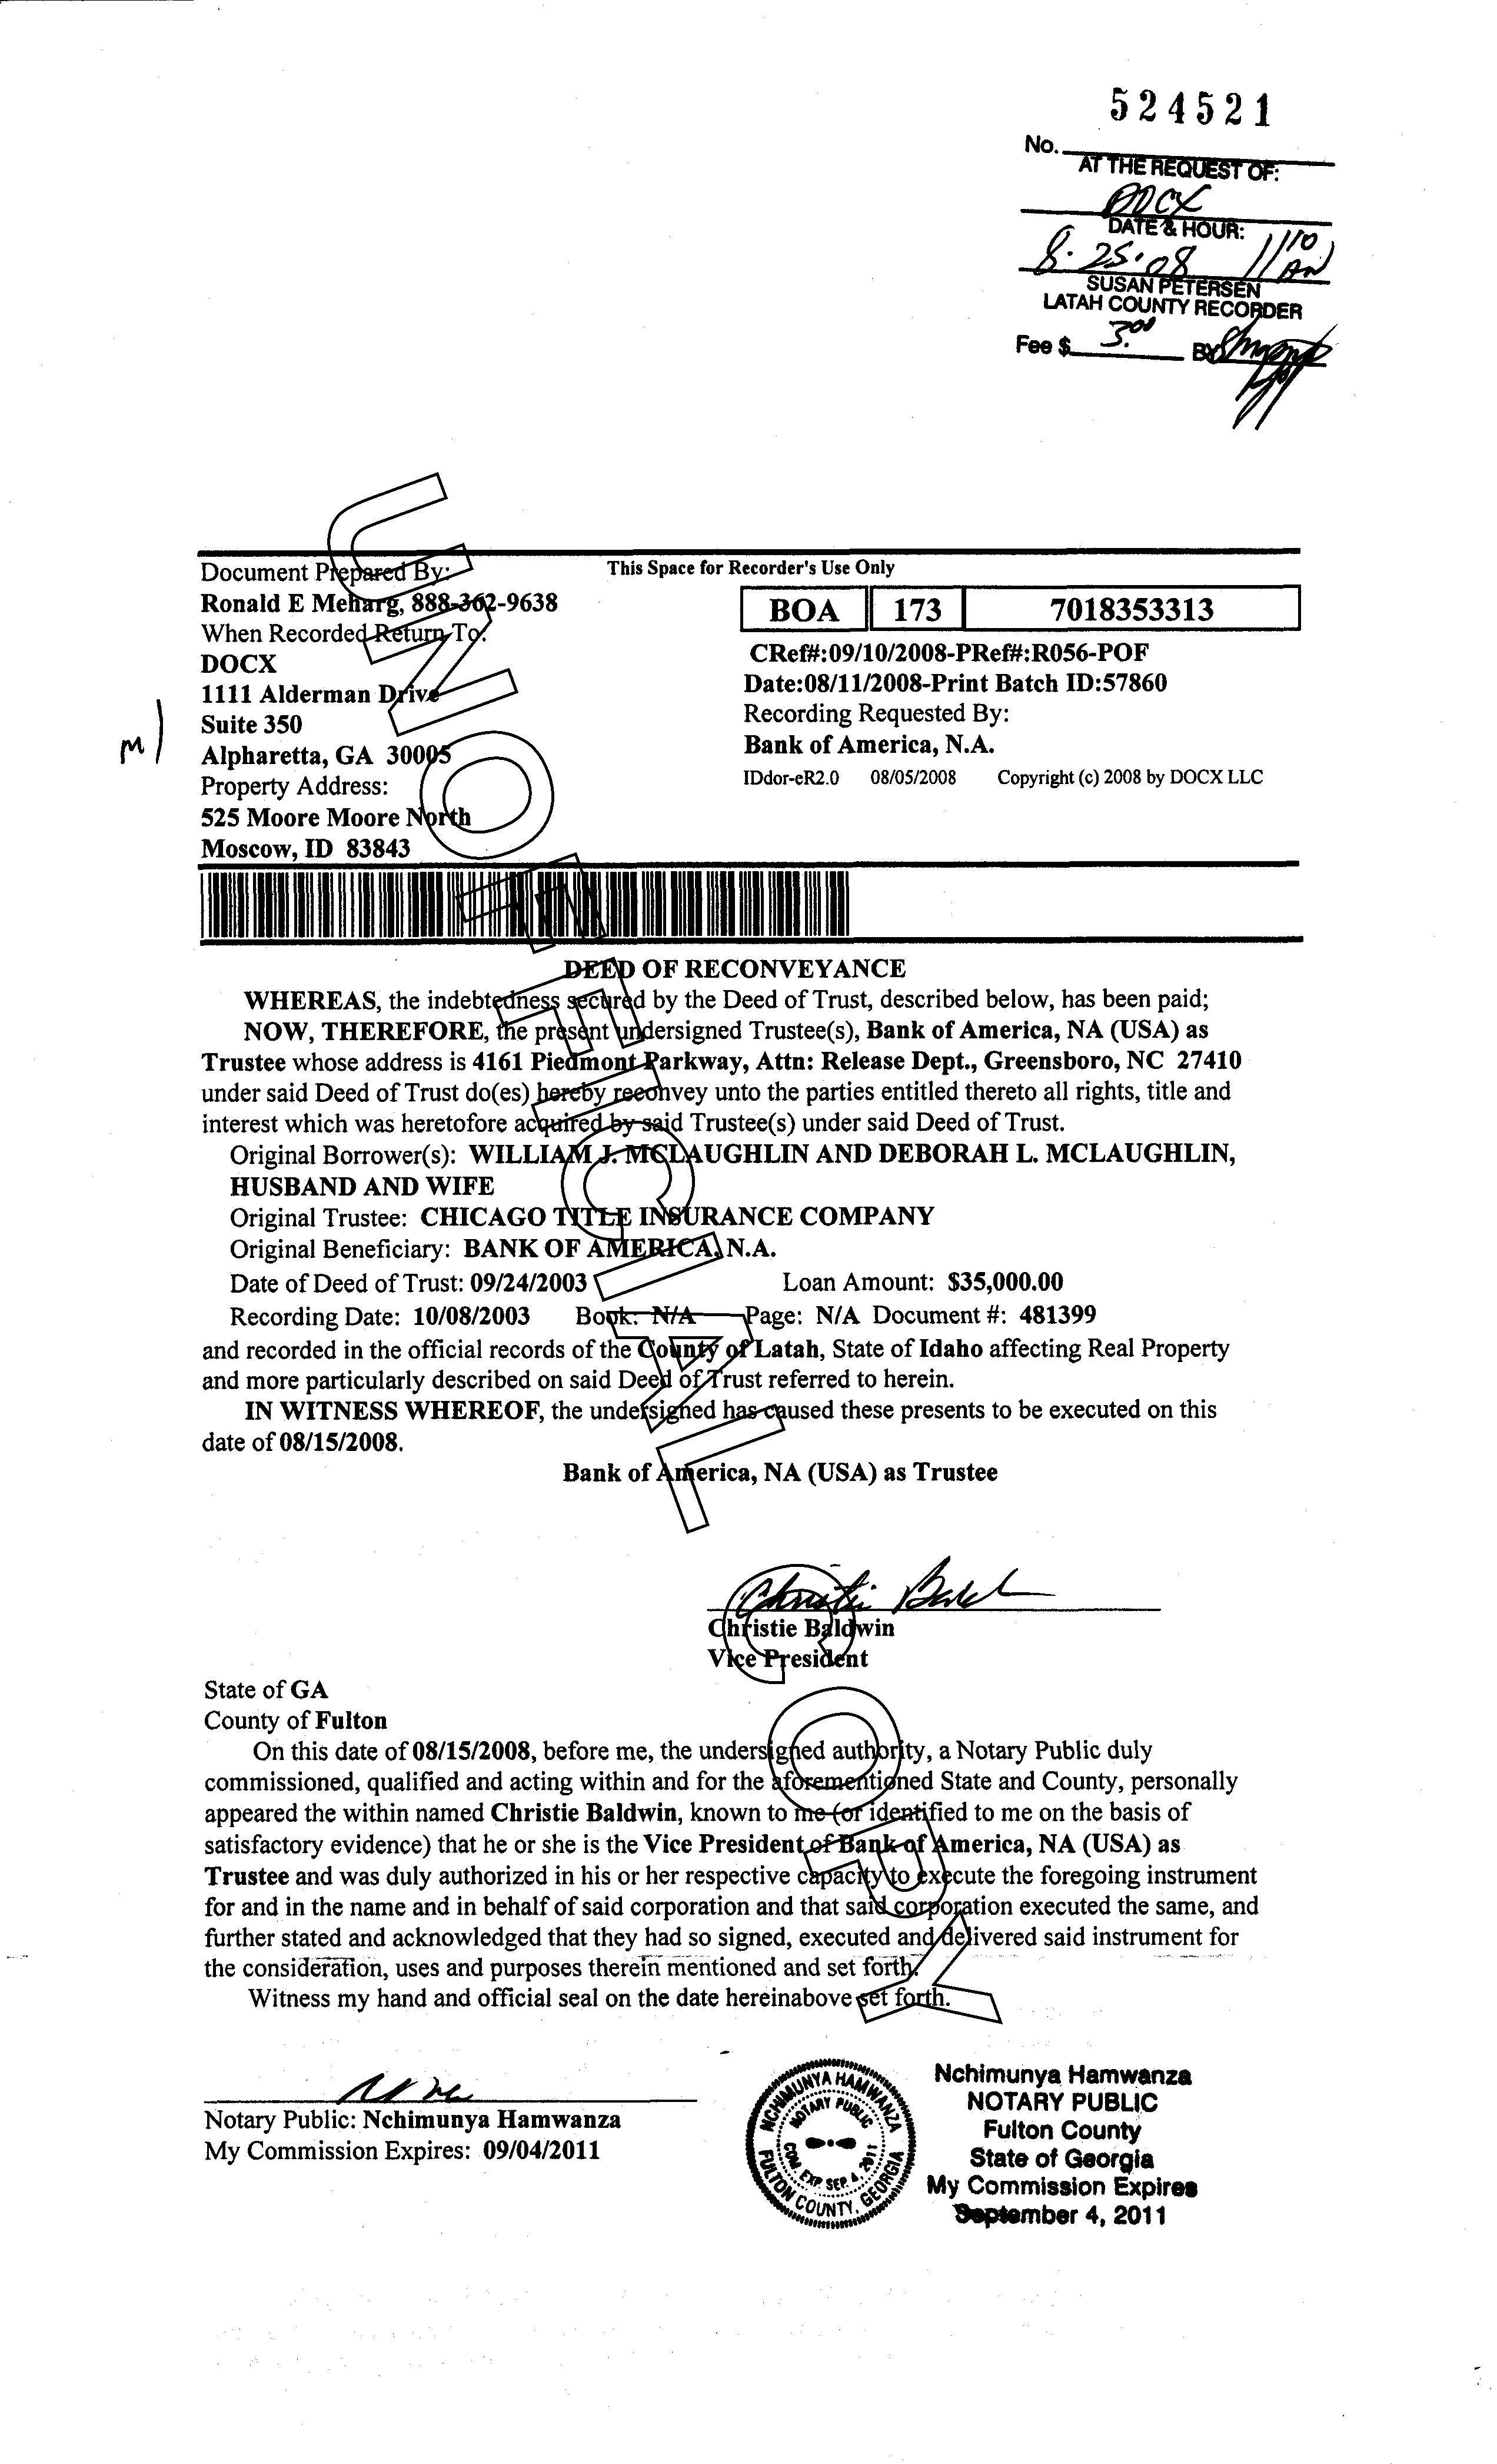 524521
No.
AT THE REQUEST OF:
DOCX
DATE & HOUR:
8.25.08 1110 AM
SUSAN PETERSEN
LATAH COUNTY RECORDER
Fee $ 3.00 BY
Document Prepared By:
Ronald E Meharg, 888-362-9638
When Recorded Return To:
DOCX
1111 Alderman Drive
Suite 350
Alpharetta, GA 30005
Property Address:
525 Moore Moore North
Moscow, ID 83843
m)
This Space for Recorder's Use Only
BOA 173 7018353313
CRef#:09/10/2008-PRef#:R056-POF
Date:08/11/2008-Print Batch ID:57860
Recording Requested By:
Bank of America, N.A.
IDdor-eR2.0 08/05/2008 Copyright (c) 2008 by DOCX LLC
DEED OF RECONVEYANCE
WHEREAS, the indebtedness secured by the Deed of Trust, described below, has been paid;
NOW, THEREFORE, the present undersigned Trustee(s), Bank of America, NA (USA) as
Trustee whose address is 4161 Piedmont Parkway, Attn: Release Dept., Greensboro, NC 27410
under said Deed of Trust do(es) hereby reconvey unto the parties entitled thereto all rights, title and
interest which was heretofore acquired by said Trustee(s) under said Deed of Trust.
Original Borrower(s): WILLIAM J. MCLAUGHLIN AND DEBORAH L. MCLAUGHLIN,
HUSBAND AND WIFE
Original Trustee: CHICAGO TITLE INSURANCE COMPANY
Original Beneficiary: BANK OF AMERICA, N.A.
Date of Deed of Trust: 09/24/2003 Loan Amount: $35,000.00
Recording Date: 10/08/2003 Book: N/A Page: N/A Document #: 481399
and recorded in the official records of the County of Latah, State of Idaho affecting Real Property
and more particularly described on said Deed of Trust referred to herein.
IN WITNESS WHEREOF, the undersigned has caused these presents to be executed on this
date of 08/15/2008.
Bank of America, NA (USA) as Trustee
Christie Baldwin
Vice President
State of GA
County of Fulton
On this date of 08/15/2008, before me, the undersigned authority, a Notary Public duly
commissioned, qualified and acting within and for the aforementioned State and County, personally
appeared the within named Christie Baldwin, known to me (or identified to me on the basis of
satisfactory evidence) that he or she is the Vice President of Bank of America, NA (USA) as
Trustee and was duly authorized in his or her respective capacity to execute the foregoing instrument
for and in the name and in behalf of said corporation and that said corporation executed the same, and
further stated and acknowledged that they had so signed, executed and delivered said instrument for
the consideration, uses and purposes therein mentioned and set forth.
Witness my hand and official seal on the date hereinabove set forth.
Notary Public: Nchimunya Hamwanza
My Commission Expires: 09/04/2011
NCHIMUNYA HAMWANZA
NOTARY PUBLIC
COM. EXP. SEP. 4, 2011
FULTON COUNTY, GEORGIA
Nchimunya Hamwanza
NOTARY PUBLIC
Fulton County
State of Georgia
My Commission Expires
September 4, 2011
UNOFFICIAL COPY